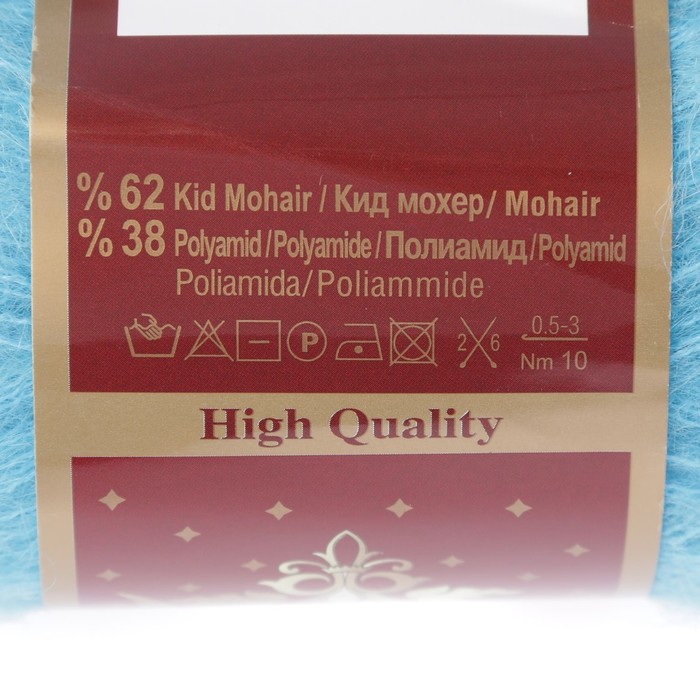 % 62 Kid Mohair / Кид мохер / Mohair
% 38 Polyamid / Polyamide / Полиамид / Polyamid
Poliamida / Poliammide
P 2 6 0.5-3
Nm 10
High Quality